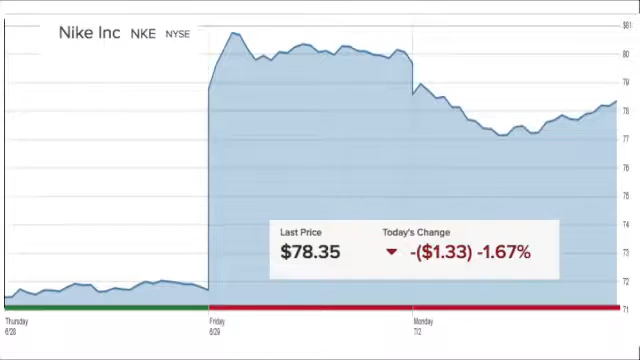 Nike Inc NKE NYSE
$81
80
79
78
77
76
75
74
73
72
71
Last Price Today's Change
$78.35 -($1.33) -1.67%
Thursday Friday Monday
6/28 6/29 7/2